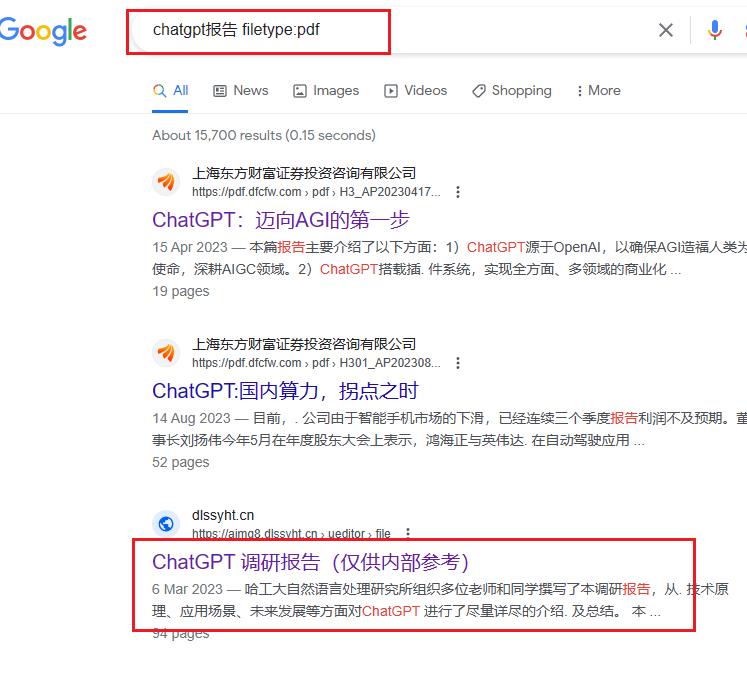 Google
chatgpt报告 filetype:pdf
All News Images Videos Shopping More
About 15,700 results (0.15 seconds)
上海东方财富证券投资咨询有限公司
https://pdf.dfcfw.com › pdf › H3_AP20230417...
ChatGPT：迈向AGI的第一步
15 Apr 2023 — 本篇报告主要介绍了以下方面：1）ChatGPT源于OpenAI，以确保AGI造福人类为
使命，深耕AIGC领域。2）ChatGPT搭载插. 件系统，实现全方面、多领域的商业化 ...
19 pages
上海东方财富证券投资咨询有限公司
https://pdf.dfcfw.com › pdf › H301_AP202308...
ChatGPT:国内算力，拐点之时
14 Aug 2023 — 目前，. 公司由于智能手机市场的下滑，已经连续三个季度报告利润不及预期。董
事长刘扬伟今年5月在年度股东大会上表示，鸿海正与英伟达. 在自动驾驶应用 ...
52 pages
dlssyht.cn
https://aimg8.dlssyht.cn › ueditor › file
ChatGPT 调研报告（仅供内部参考）
6 Mar 2023 — 哈工大自然语言处理研究所组织多位老师和同学撰写了本调研报告，从. 技术原
理、应用场景、未来发展等方面对ChatGPT 进行了尽量详尽的介绍. 及总结。 本 ...
94 pages